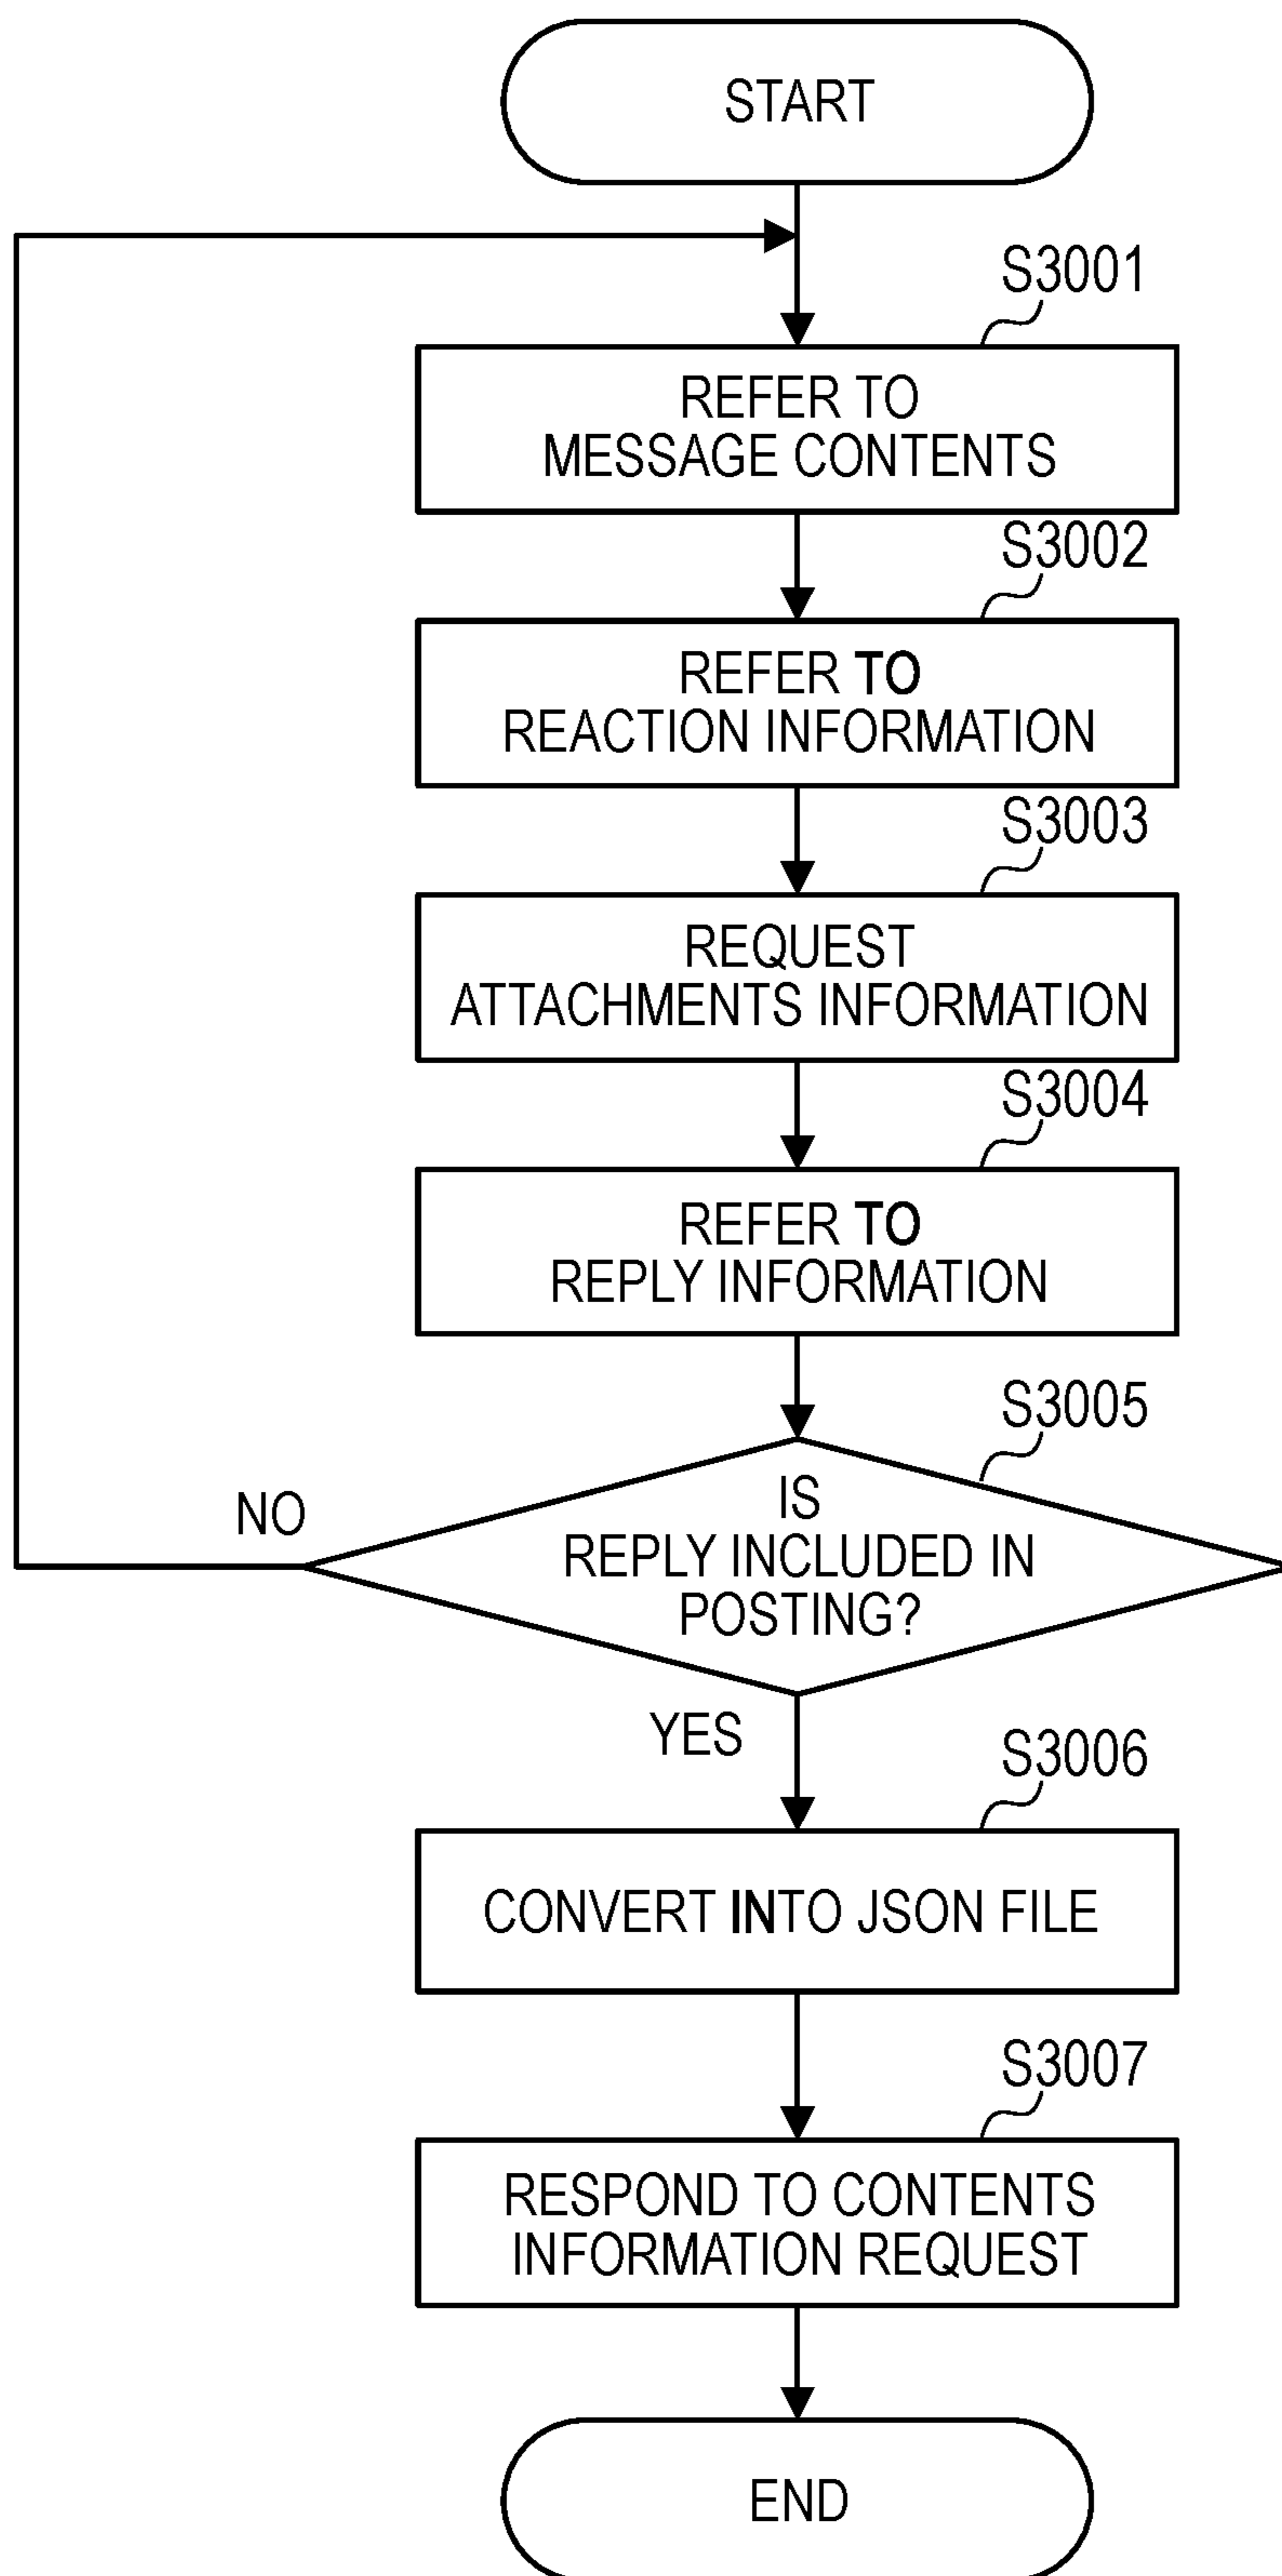 START
S3001
REFER TO
MESSAGE CONTENTS
S3002
REFER TO
REACTION INFORMATION
S3003
REQUEST
ATTACHMENTS INFORMATION
S3004
REFER TO
REPLY INFORMATION
S3005
IS
REPLY INCLUDED IN
POSTING?
NO
YES
S3006
CONVERT INTO JSON FILE
S3007
RESPOND TO CONTENTS
INFORMATION REQUEST
END